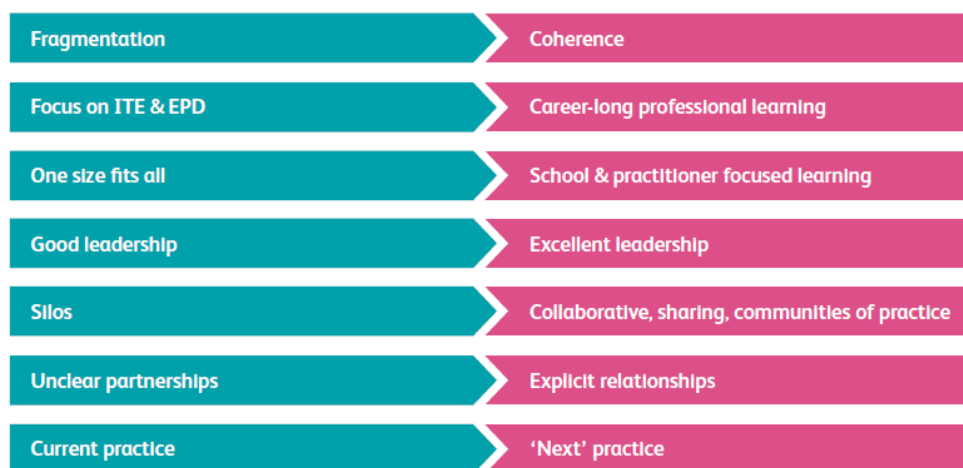 Fragmentation
Coherence
Focus on ITE & EPD
Career-long professional learning
One size fits all
School & practitioner focused learning
Good leadership
Excellent leadership
Silos
Collaborative, sharing, communities of practice
Unclear partnerships
Explicit relationships
Current practice
‘Next’ practice